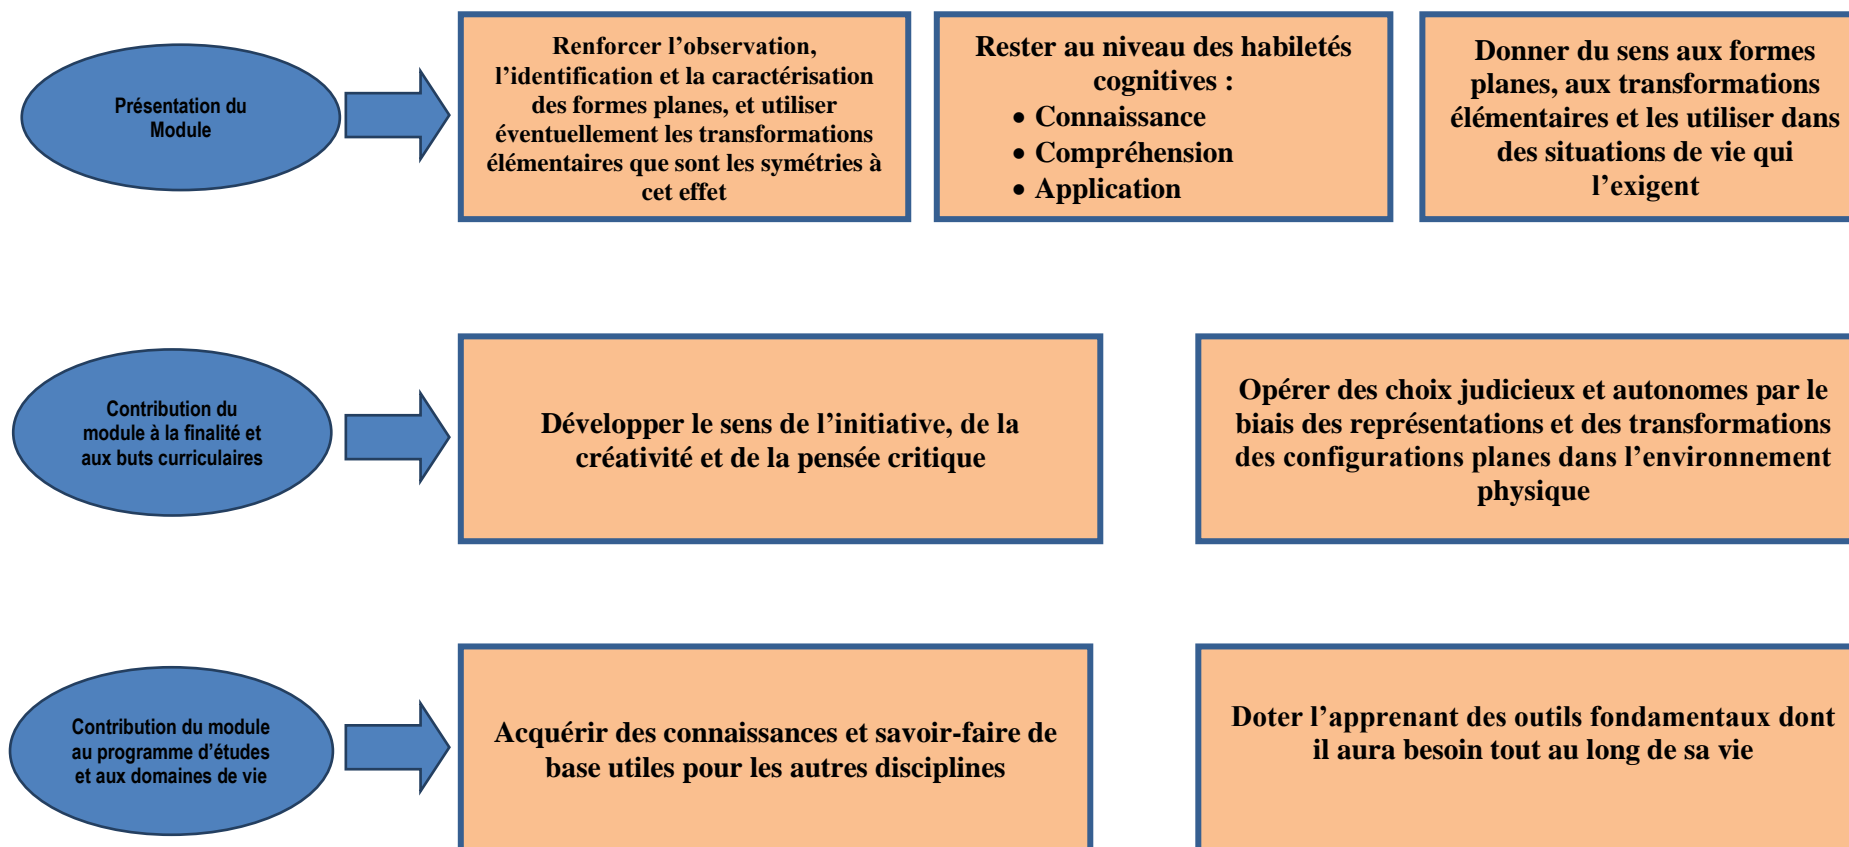 Présentation du
Module
Renforcer l’observation,
l’identification et la caractérisation
des formes planes, et utiliser
éventuellement les transformations
élémentaires que sont les symétries à
cet effet
Rester au niveau des habiletés
cognitives :
• Connaissance
• Compréhension
• Application
Donner du sens aux formes
planes, aux transformations
élémentaires et les utiliser dans
des situations de vie qui
l’exigent
Contribution du
module à la finalité et
aux buts curriculaires
Développer le sens de l’initiative, de la
créativité et de la pensée critique
Opérer des choix judicieux et autonomes par le
biais des représentations et des transformations
des configurations planes dans l’environnement
physique
Contribution du module
au programme d’études
et aux domaines de vie
Acquérir des connaissances et savoir-faire de
base utiles pour les autres disciplines
Doter l’apprenant des outils fondamentaux dont
il aura besoin tout au long de sa vie